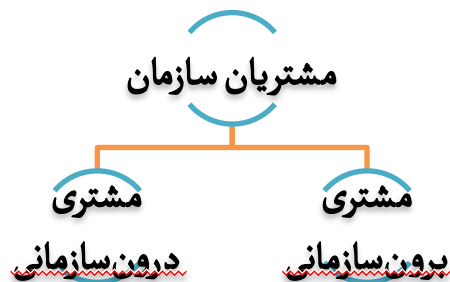 مشتریان سازمان
مشتری
برون‌سازمانی
مشتری
درون‌سازمانی